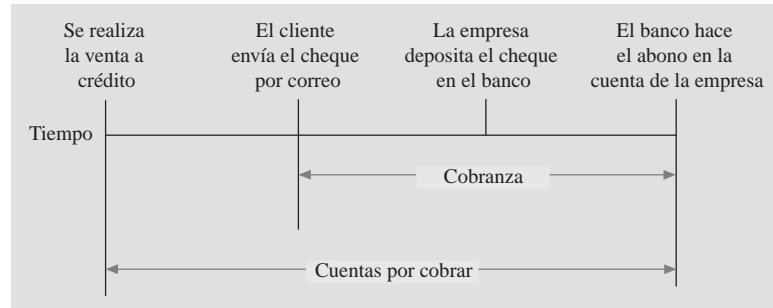 Se realiza
la venta a
crédito
El cliente
envía el cheque
por correo
La empresa
deposita el cheque
en el banco
El banco hace
el abono en la
cuenta de la empresa
Tiempo
Cobranza
Cuentas por cobrar